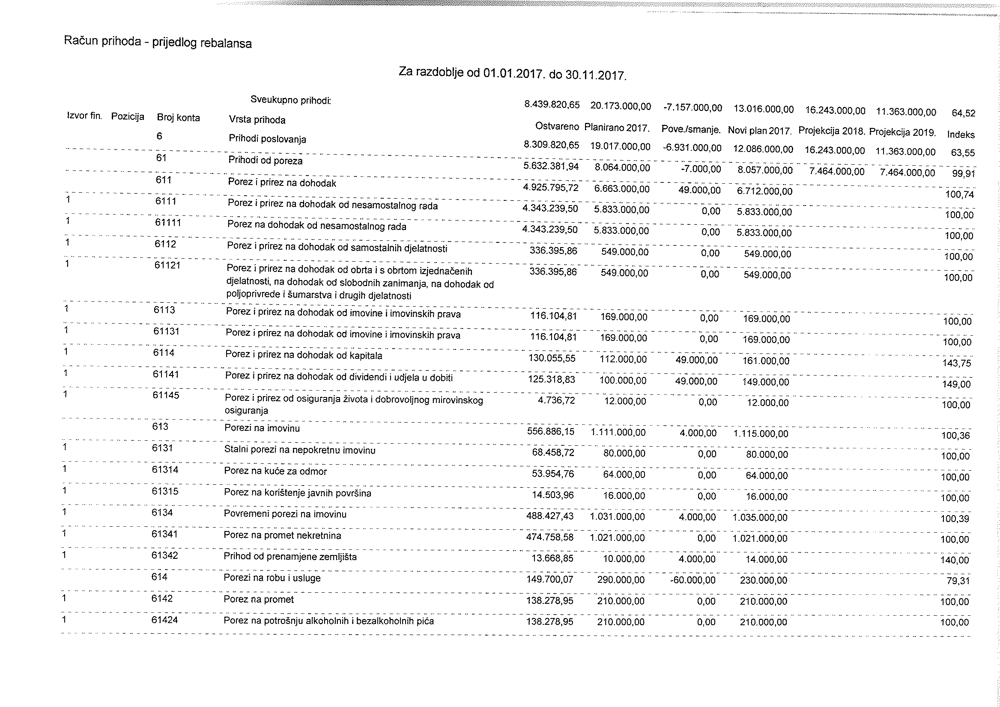 Račun prihoda - prijedlog rebalansa
Za razdoblje od 01.01.2017. do 30.11.2017.
Sveukupno prihodi: 8.439.820,65 20.173.000,00 -7.157.000,00 13.016.000,00 16.243.000,00 11.363.000,00 64,52
Izvor fin. Pozicija Broj konta Vrsta prihoda Ostvareno Planirano 2017. Pove./smanje. Novi plan 2017. Projekcija 2018. Projekcija 2019. Indeks
6 Prihodi poslovanja 8.309.820,65 19.017.000,00 -6.931.000,00 12.086.000,00 16.243.000,00 11.363.000,00 63,55
61 Prihodi od poreza 5.632.381,94 8.064.000,00 -7.000,00 8.057.000,00 7.464.000,00 7.464.000,00 99,91
611 Porez i prirez na dohodak 4.925.795,72 6.663.000,00 49.000,00 6.712.000,00 100,74
1 6111 Porez i prirez na dohodak od nesamostalnog rada 4.343.239,50 5.833.000,00 0,00 5.833.000,00 100,00
1 61111 Porez na dohodak od nesamostalnog rada 4.343.239,50 5.833.000,00 0,00 5.833.000,00 100,00
1 6112 Porez i prirez na dohodak od samostalnih djelatnosti 336.395,86 549.000,00 0,00 549.000,00 100,00
1 61121 Porez i prirez na dohodak od obrta i s obrtom izjednačenih 336.395,86 549.000,00 0,00 549.000,00 100,00
djelatnosti, na dohodak od slobodnih zanimanja, na dohodak od
poljoprivrede i šumarstva i drugih djelatnosti
1 6113 Porez i prirez na dohodak od imovine i imovinskih prava 116.104,81 169.000,00 0,00 169.000,00 100,00
1 61131 Porez i prirez na dohodak od imovine i imovinskih prava 116.104,81 169.000,00 0,00 169.000,00 100,00
1 6114 Porez i prirez na dohodak od kapitala 130.055,55 112.000,00 49.000,00 161.000,00 143,75
1 61141 Porez i prirez na dohodak od dividendi i udjela u dobiti 125.318,83 100.000,00 49.000,00 149.000,00 149,00
1 61145 Porez i prirez od osiguranja života i dobrovoljnog mirovinskog 4.736,72 12.000,00 0,00 12.000,00 100,00
osiguranja
613 Porezi na imovinu 556.886,15 1.111.000,00 4.000,00 1.115.000,00 100,36
1 6131 Stalni porezi na nepokretnu imovinu 68.458,72 80.000,00 0,00 80.000,00 100,00
1 61314 Porez na kuće za odmor 53.954,76 64.000,00 0,00 64.000,00 100,00
1 61315 Porez na korištenje javnih površina 14.503,96 16.000,00 0,00 16.000,00 100,00
1 6134 Povremeni porezi na imovinu 488.427,43 1.031.000,00 4.000,00 1.035.000,00 100,39
1 61341 Porez na promet nekretnina 474.758,58 1.021.000,00 0,00 1.021.000,00 100,00
1 61342 Prihod od prenamjene zemljišta 13.668,85 10.000,00 4.000,00 14.000,00 140,00
614 Porezi na robu i usluge 149.700,07 290.000,00 -60.000,00 230.000,00 79,31
1 6142 Porez na promet 138.278,95 210.000,00 0,00 210.000,00 100,00
1 61424 Porez na potrošnju alkoholnih i bezalkoholnih pića 138.278,95 210.000,00 0,00 210.000,00 100,00